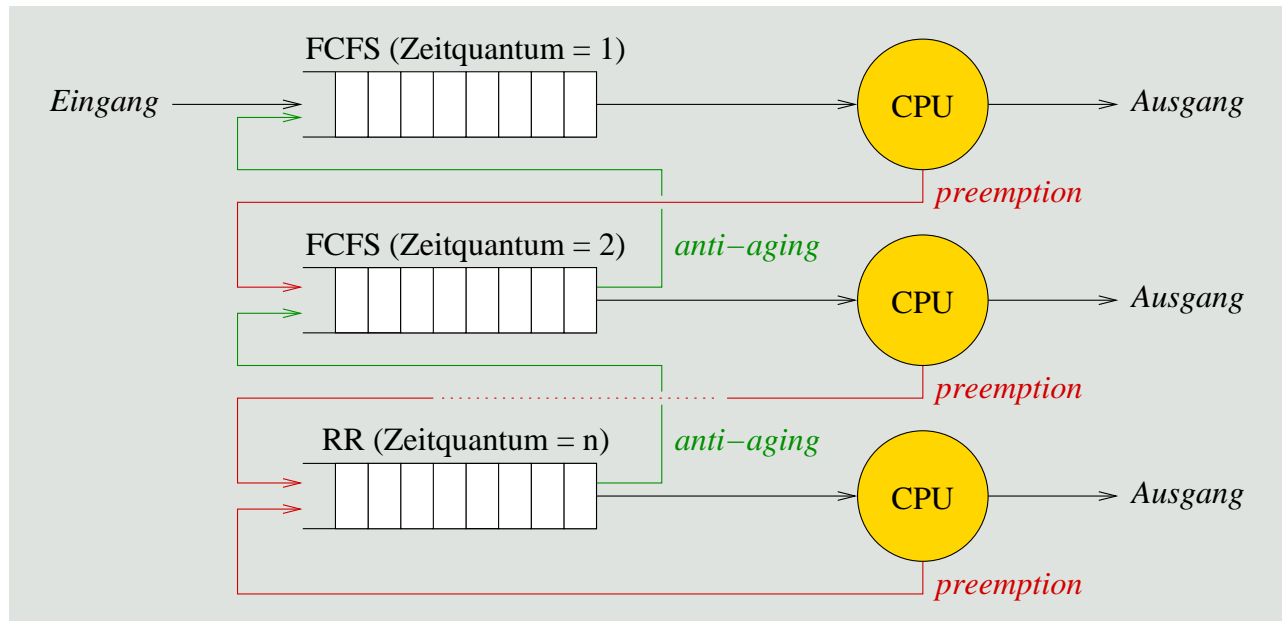 FCFS (Zeitquantum = 1)
Eingang
CPU
Ausgang
preemption
FCFS (Zeitquantum = 2)
anti−aging
CPU
Ausgang
preemption
RR (Zeitquantum = n)
anti−aging
CPU
Ausgang
preemption